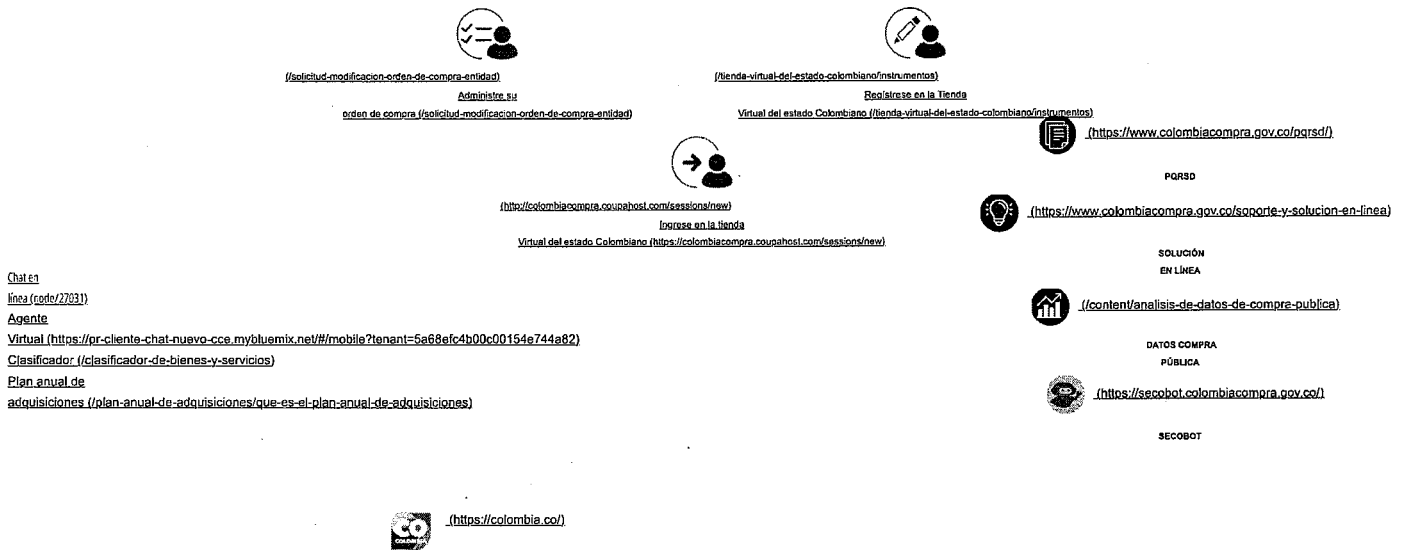 (/solicitud-modificacion-orden-de-compra-entidad)
Administre su
orden de compra (/solicitud-modificacion-orden-de-compra-entidad)
(/tienda-virtual-del-estado-colombiano/instrumentos)
Regístrese en la Tienda
Virtual del estado Colombiano (/tienda-virtual-del-estado-colombiano/instrumentos)
(http://colombiacompra.coupahost.com/sessions/new)
Ingrese en la tienda
Virtual del estado Colombiano (https://colombiacompra.coupahost.com/sessions/new)
(https://www.colombiacompra.gov.co/pqrsd/)
PQRSD
(https://www.colombiacompra.gov.co/soporte-y-solucion-en-linea)
SOLUCIÓN
EN LÍNEA
(/content/analisis-de-datos-de-compra-publica)
DATOS COMPRA
PÚBLICA
(https://secobot.colombiacompra.gov.co/)
SECOBOT
Chat en
línea (node/27031)
Agente
Virtual (https://pr-cliente-chat-nuevo-cce.mybluemix.net/#/mobile?tenant=5a68efc4b00c00154e744a82)
Clasificador (/clasificador-de-bienes-y-servicios)
Plan anual de
adquisiciones (/plan-anual-de-adquisiciones/que-es-el-plan-anual-de-adquisiciones)
CO
COLOMBIA
(https://colombia.co/)